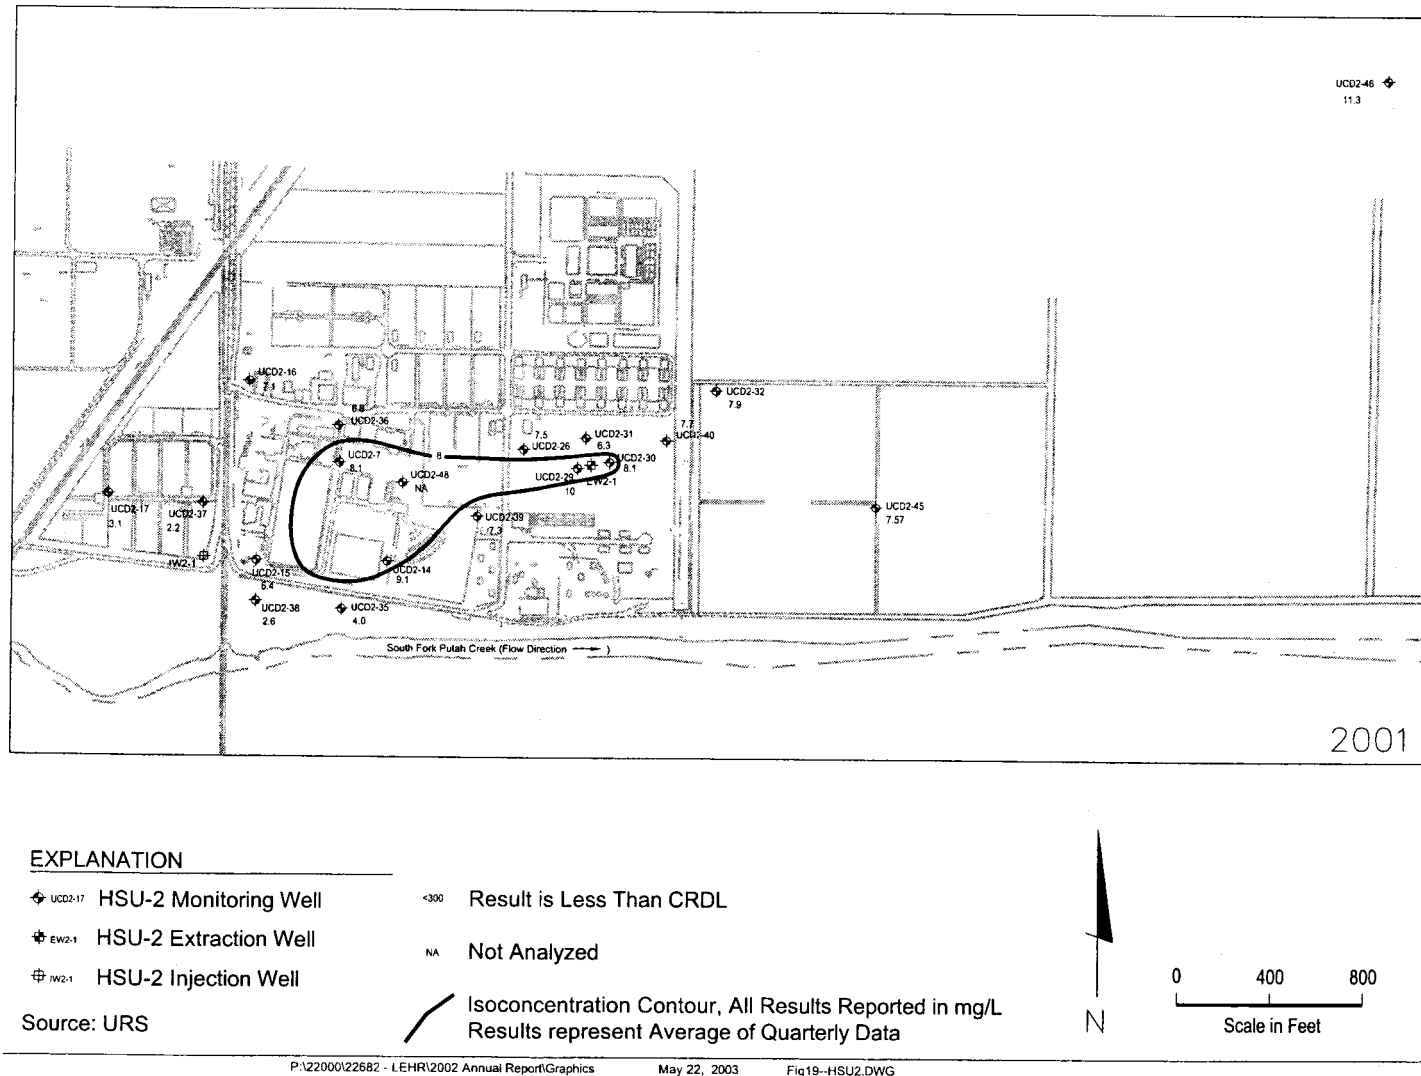 UCD2-46
11.3
UCD2-16
7.1
UCD2-32
7.9
6.8
UCD2-36
7.5
UCD2-31
6.3
7.7
UCD2-40
UCD2-26
8
UCD2-7
8.1
UCD2-30
8.1
UCD2-48
NA
UCD2-29
10
EW2-1
UCD2-17
3.1
UCD2-37
2.2
UCD2-39
7.3
UCD2-45
7.57
IW2-1
UCD2-15
6.4
UCD2-14
9.1
UCD2-38
2.6
UCD2-35
4.0
South Fork Putah Creek (Flow Direction → )
2001
EXPLANATION
UCD2-17 HSU-2 Monitoring Well
EW2-1 HSU-2 Extraction Well
IW2-1 HSU-2 Injection Well
Source: URS
<300 Result is Less Than CRDL
NA Not Analyzed
Isoconcentration Contour, All Results Reported in mg/L
Results represent Average of Quarterly Data
N
0 400 800
Scale in Feet
P:\22000\22682 - LEHR\2002 Annual Report\Graphics May 22, 2003 Fig19--HSU2.DWG